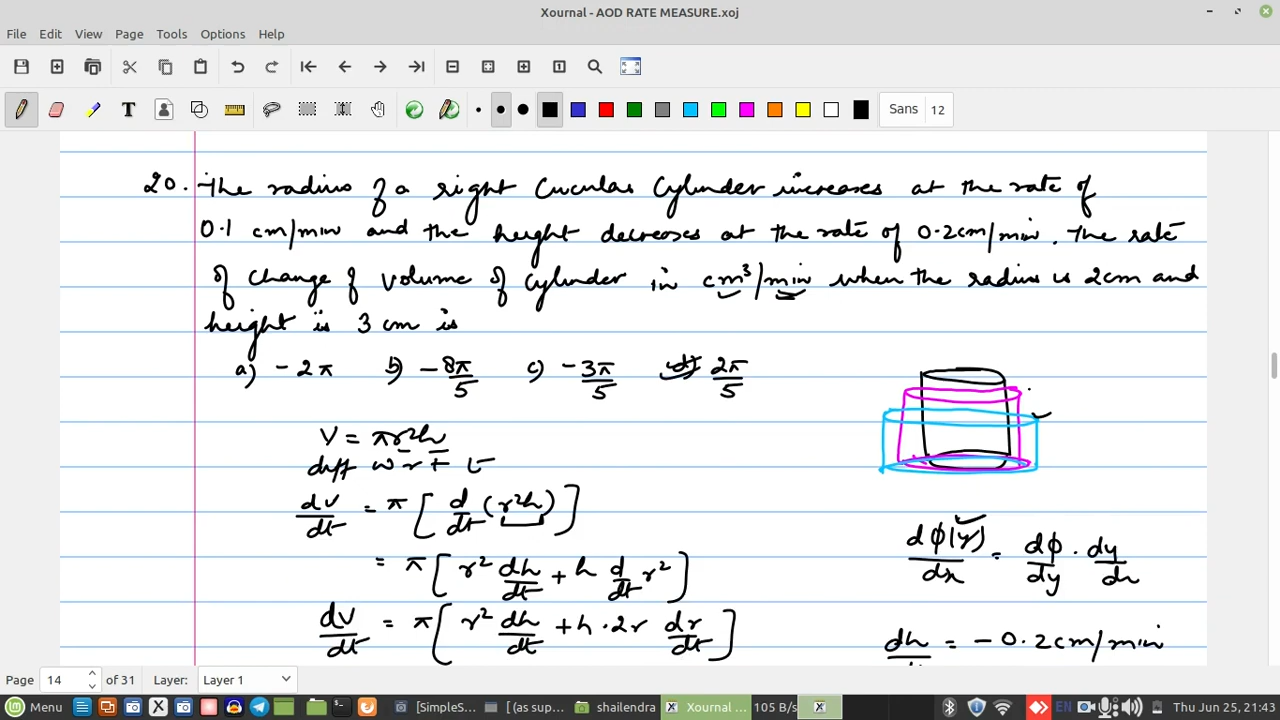 Xournal - AOD RATE MEASURE.xoj
File Edit View Page Tools Options Help
Sans 12
20. The radius of a right Circular Cylinder increases at the rate of
0.1 cm/min and the height decreases at the rate of 0.2cm/min. The rate
of change of volume of cylinder in cm³/min when the radius is 2cm and
height is 3 cm is
a) -2π b) -8π/5 c) -3π/5 d) 2π/5
V = πr²h
diff w r t t
dv/dt = π[d/dt (r²h)]
= π[r² dh/dt + h d/dt r²]
dv/dt = π[r² dh/dt + h·2r dr/dt]
dφ(y)/dx = dφ/dy · dy/dx
dh = -0.2cm/min
Page 14 of 31 Layer: Layer 1
Menu [SimpleS... [(as sup... shailendra Xournal ... 105 B/s EN Thu Jun 25, 21:43